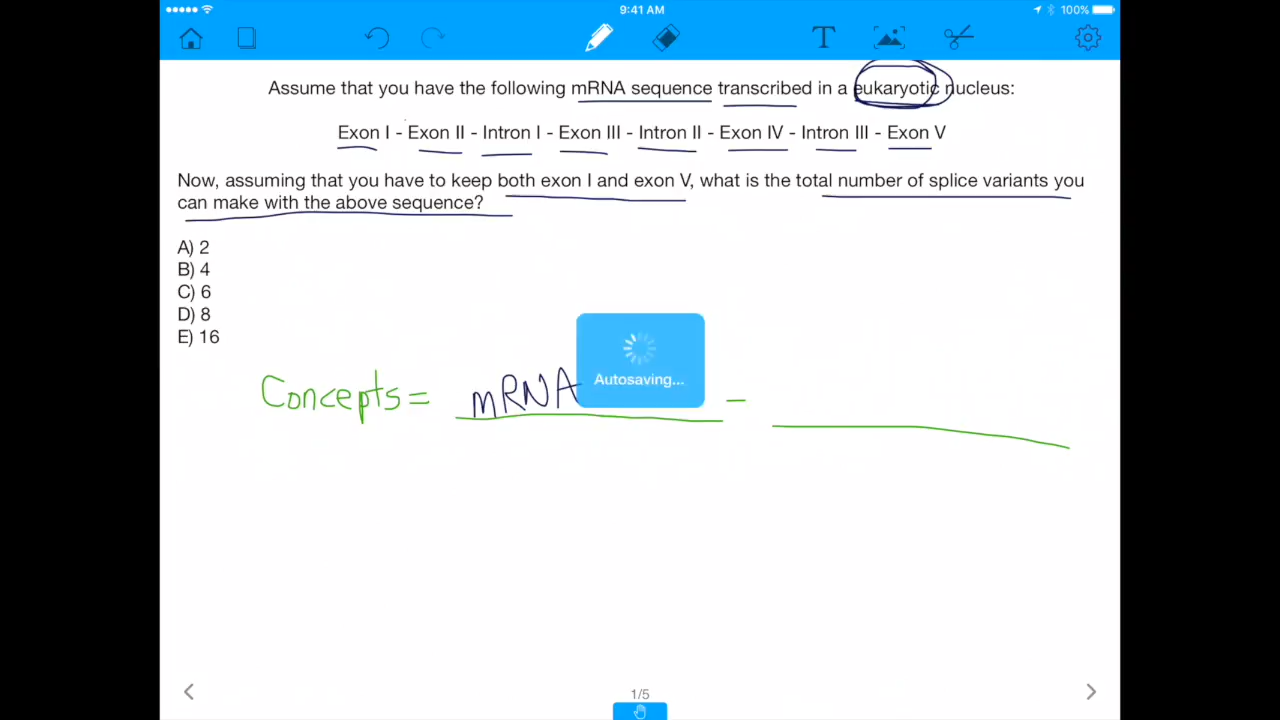 9:41 AM
100%
T
Assume that you have the following mRNA sequence transcribed in a eukaryotic nucleus:
Exon I - Exon II - Intron I - Exon III - Intron II - Exon IV - Intron III - Exon V
Now, assuming that you have to keep both exon I and exon V, what is the total number of splice variants you
can make with the above sequence?
A) 2
B) 4
C) 6
D) 8
E) 16
Autosaving...
Concepts = mRNA -
1/5